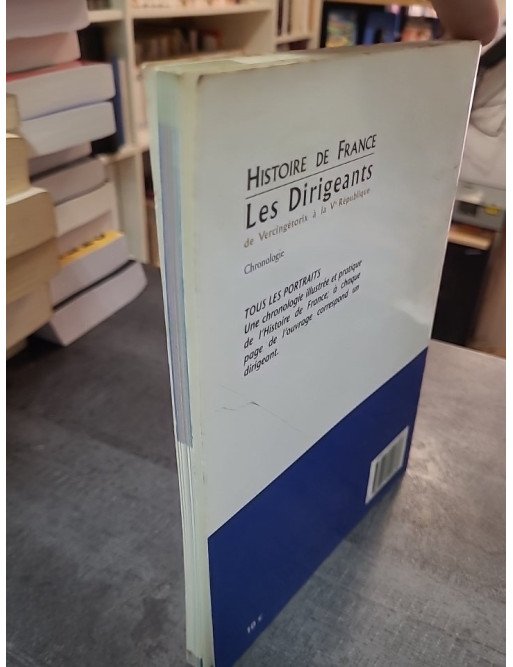 HISTOIRE DE FRANCE
Les Dirigeants
de Vercingétorix à la Ve République
Chronologie
TOUS LES PORTRAITS
Une chronologie illustrée et pratique
de l'Histoire de France; à chaque
page de l'ouvrage correspond un
dirigeant.
10 €